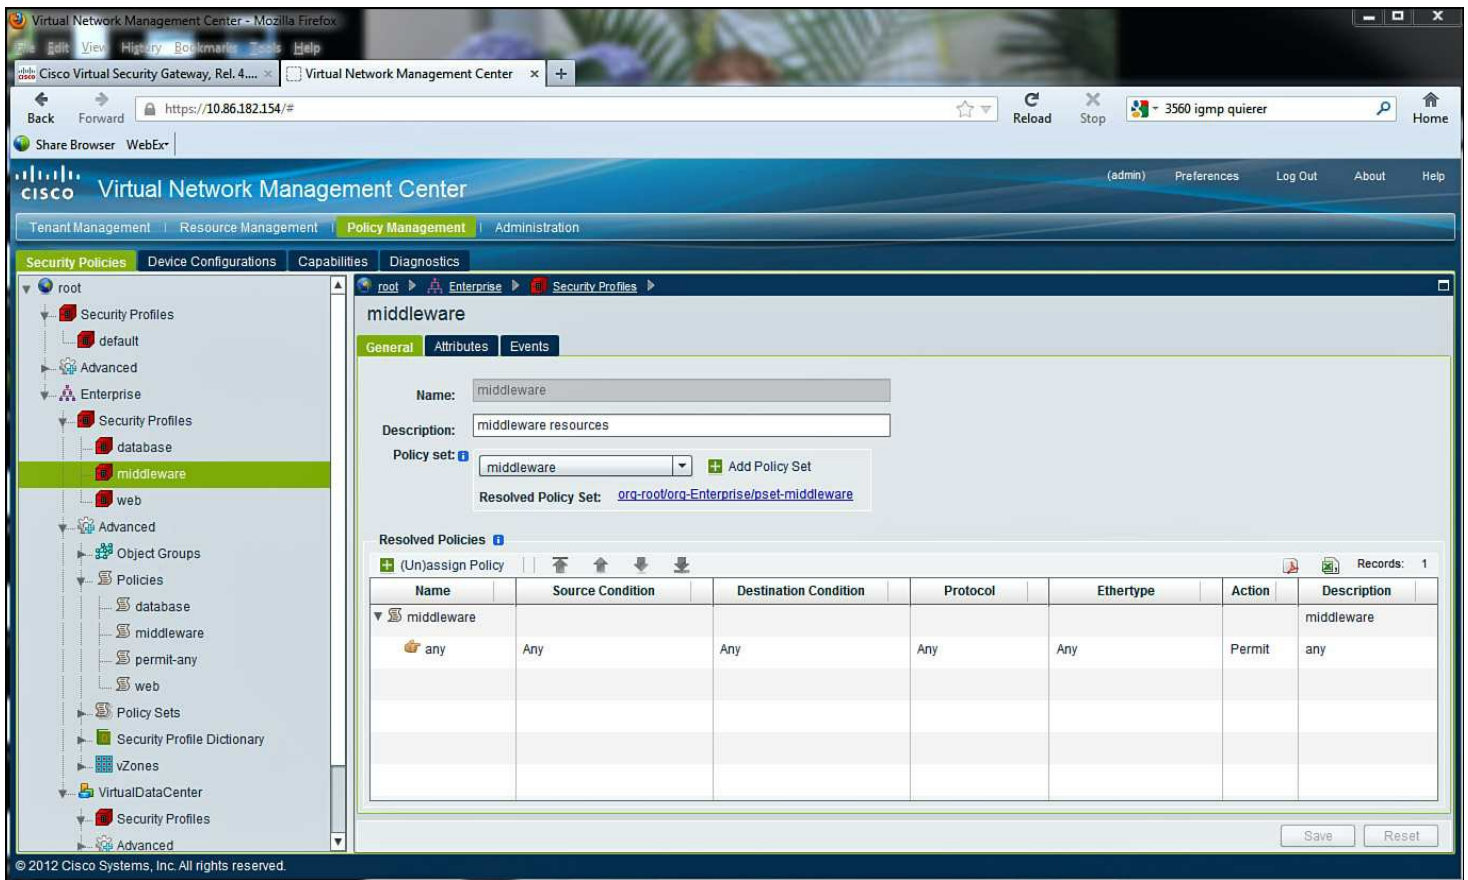 Virtual Network Management Center - Mozilla Firefox
File Edit View History Bookmarks Tools Help
Cisco Virtual Security Gateway, Rel. 4.... × Virtual Network Management Center × +
Back Forward https://10.86.182.154/# Reload Stop 3560 igmp quierer Home
Share Browser WebEx
CISCO Virtual Network Management Center (admin) Preferences Log Out About Help
Tenant Management | Resource Management | Policy Management | Administration
Security Policies Device Configurations Capabilities Diagnostics
root
Security Profiles
default
Advanced
Enterprise
Security Profiles
database
middleware
web
Advanced
Object Groups
Policies
database
middleware
permit-any
web
Policy Sets
Security Profile Dictionary
vZones
VirtualDataCenter
Security Profiles
Advanced
root Enterprise Security Profiles
middleware
General Attributes Events
Name: middleware
Description: middleware resources
Policy set: middleware Add Policy Set
Resolved Policy Set: org-root/org-Enterprise/pset-middleware
Resolved Policies
(Un)assign Policy Records: 1
Name Source Condition Destination Condition Protocol Ethertype Action Description
middleware middleware
any Any Any Any Any Permit any
Save Reset
© 2012 Cisco Systems, Inc. All rights reserved.